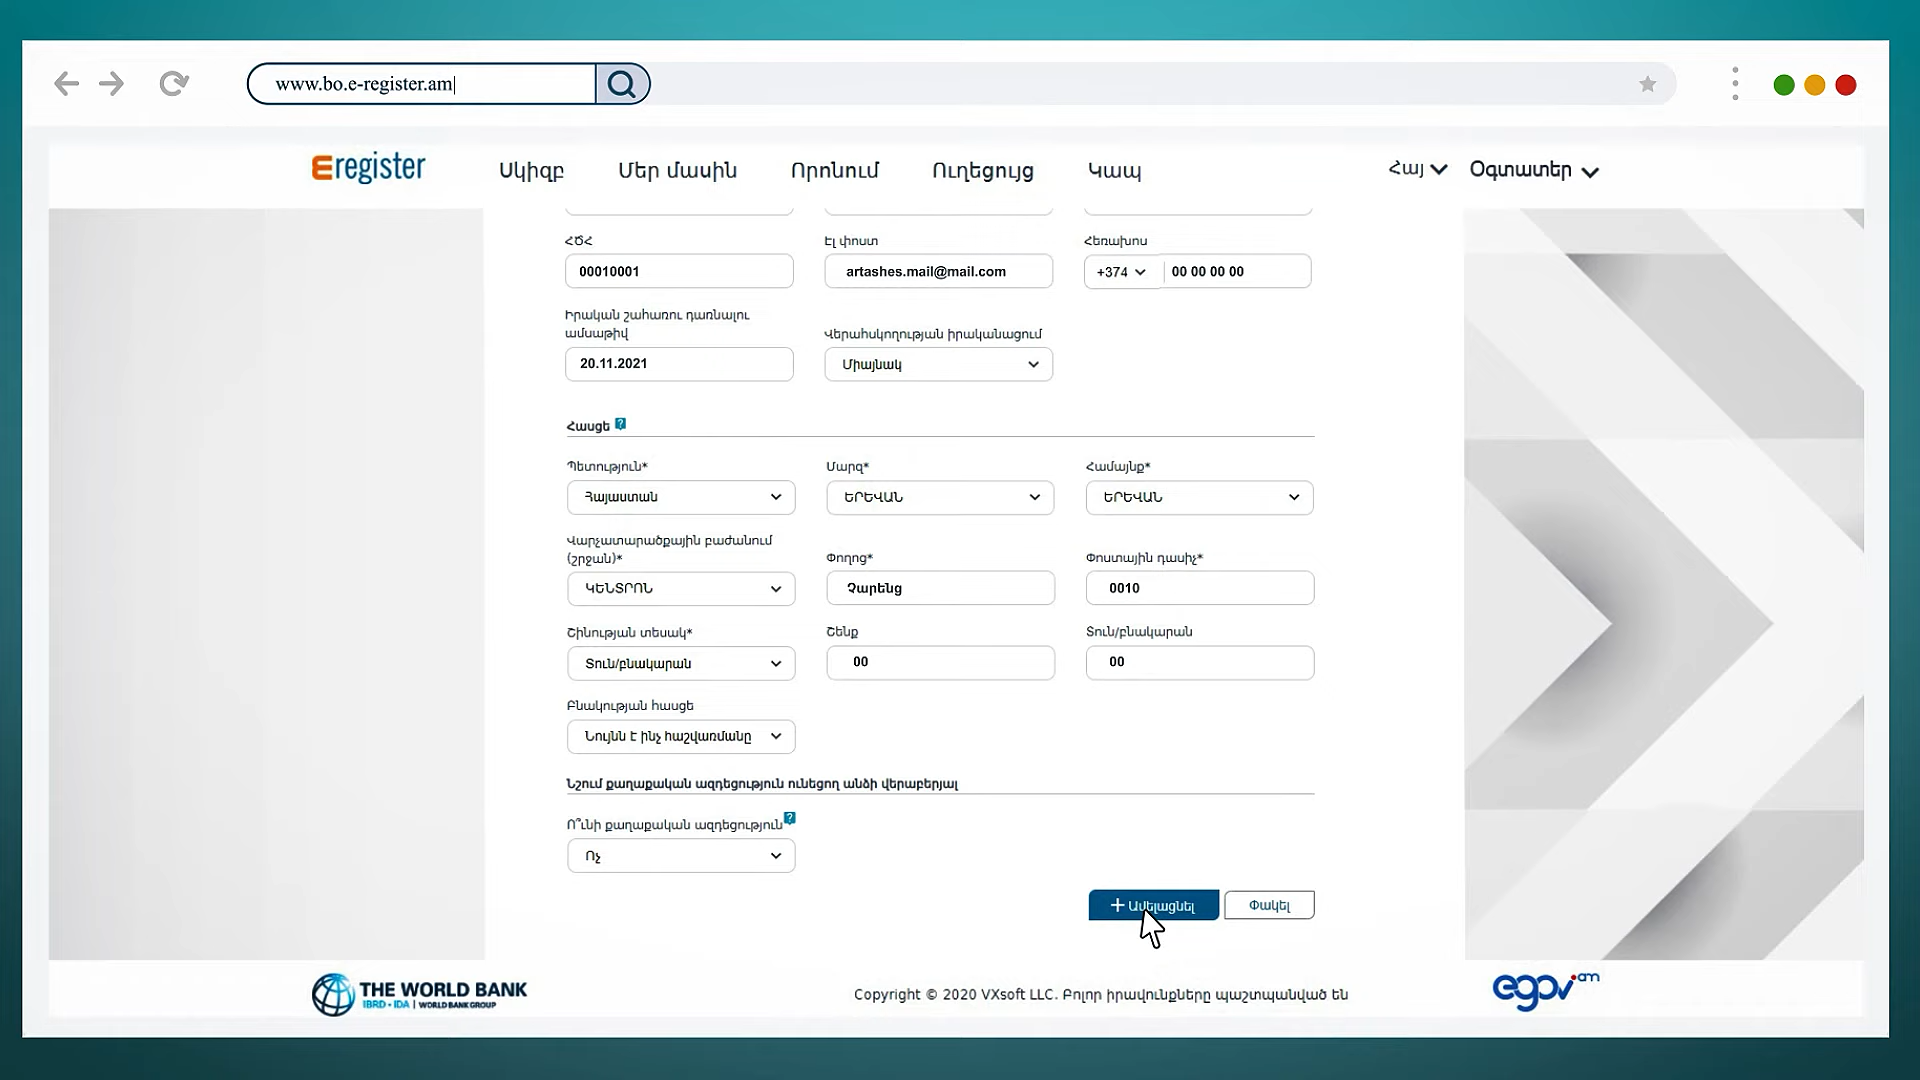 www.bo.e-register.am
Eregister
Սկիզբ
Մեր մասին
Որոնում
Ուղեցույց
Կապ
Հայ
Օգտատեր
ՀԾՀ
Էլ փոստ
Հեռախոս
00010001
artashes.mail@mail.com
+374
00 00 00 00
Իրական շահառու դառնալու
ամսաթիվ
Վերահսկողության իրականացում
20.11.2021
Միայնակ
Հասցե ?
Պետություն*
Մարզ*
Համայնք*
Հայաստան
ԵՐԵՎԱՆ
ԵՐԵՎԱՆ
Վարչատարածքային բաժանում
(շրջան)*
Փողոց*
Փոստային դասիչ*
ԿԵՆՏՐՈՆ
Չարենց
0010
Շինության տեսակ*
Շենք
Տուն/բնակարան
Տուն/բնակարան
00
00
Բնակության հասցե
Նույնն է ինչ հաշվառմանը
Նշում քաղաքական ազդեցություն ունեցող անձի վերաբերյալ
Ո՞ւնի քաղաքական ազդեցություն ?
Ոչ
+ Ավելացնել
Փակել
THE WORLD BANK
IBRD • IDA | WORLD BANK GROUP
Copyright © 2020 VXsoft LLC. Բոլոր իրավունքները պաշտպանված են
egov.am